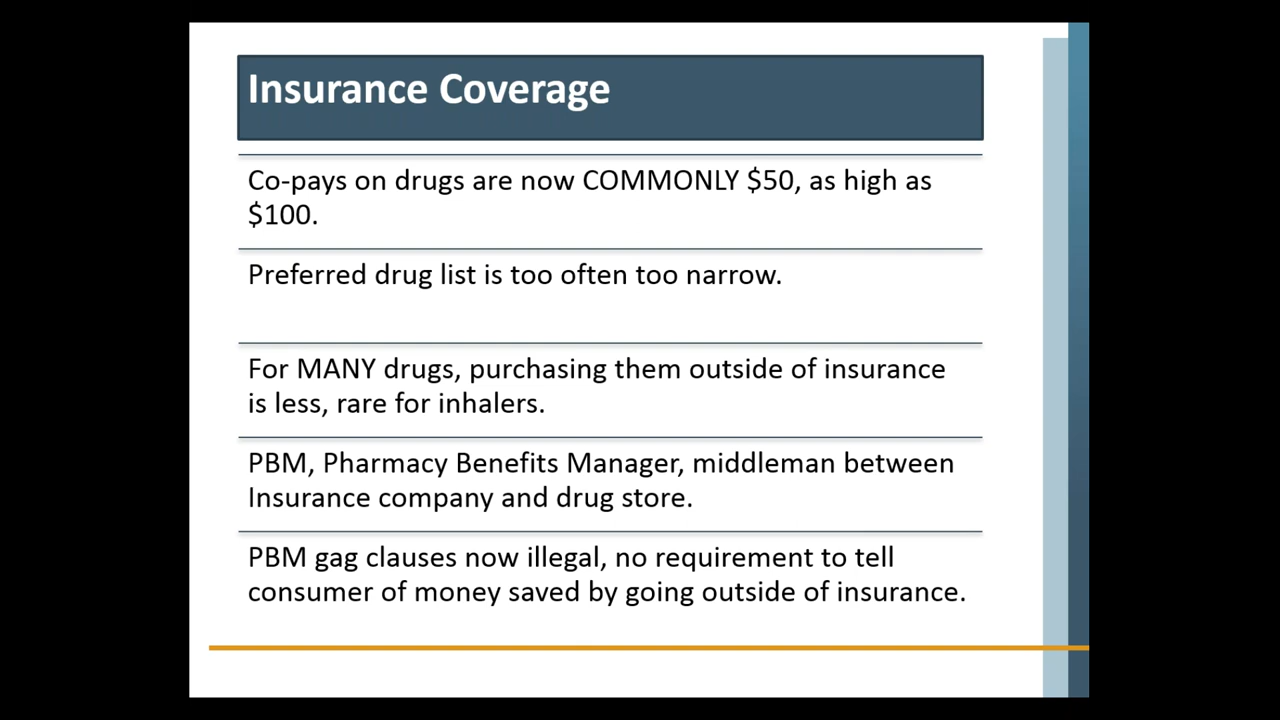 Insurance Coverage
Co-pays on drugs are now COMMONLY $50, as high as
$100.
Preferred drug list is too often too narrow.
For MANY drugs, purchasing them outside of insurance
is less, rare for inhalers.
PBM, Pharmacy Benefits Manager, middleman between
Insurance company and drug store.
PBM gag clauses now illegal, no requirement to tell
consumer of money saved by going outside of insurance.